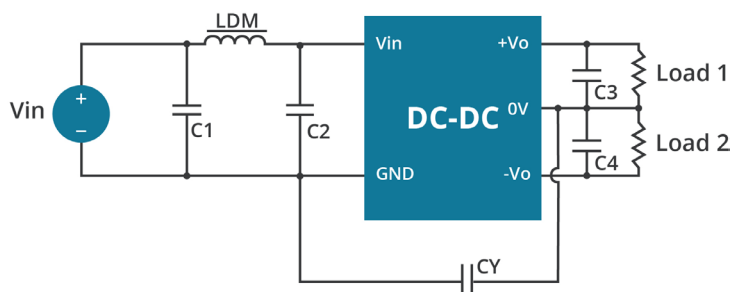 LDM
Vin
+
−
C1
C2
Vin
GND
DC-DC
+Vo
0V
-Vo
C3
C4
Load 1
Load 2
CY